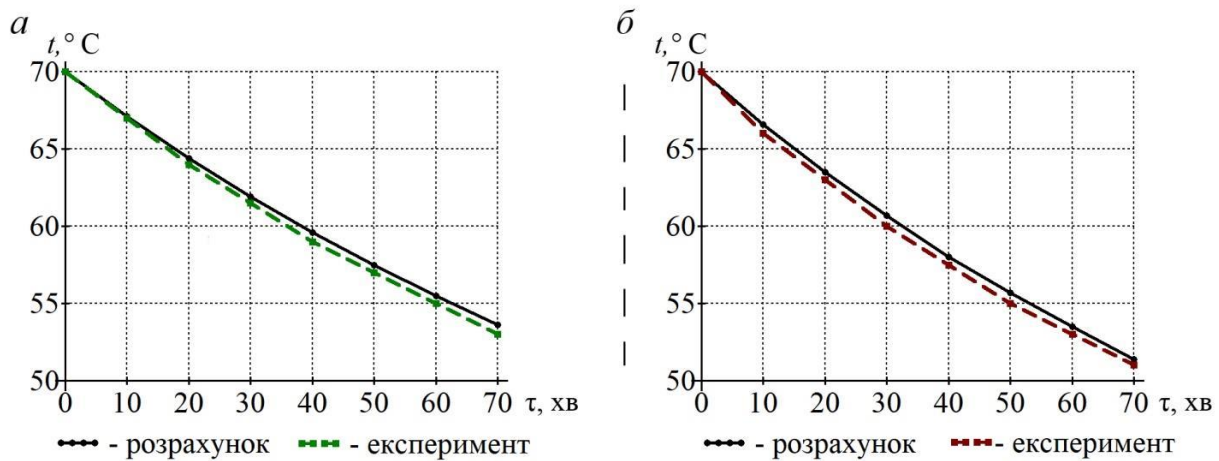 а
t,° С
70
65
60
55
50
0 10 20 30 40 50 60 70 τ, хв
- розрахунок - експеримент
б
t,° С
70
65
60
55
50
0 10 20 30 40 50 60 70 τ, хв
- розрахунок - експеримент